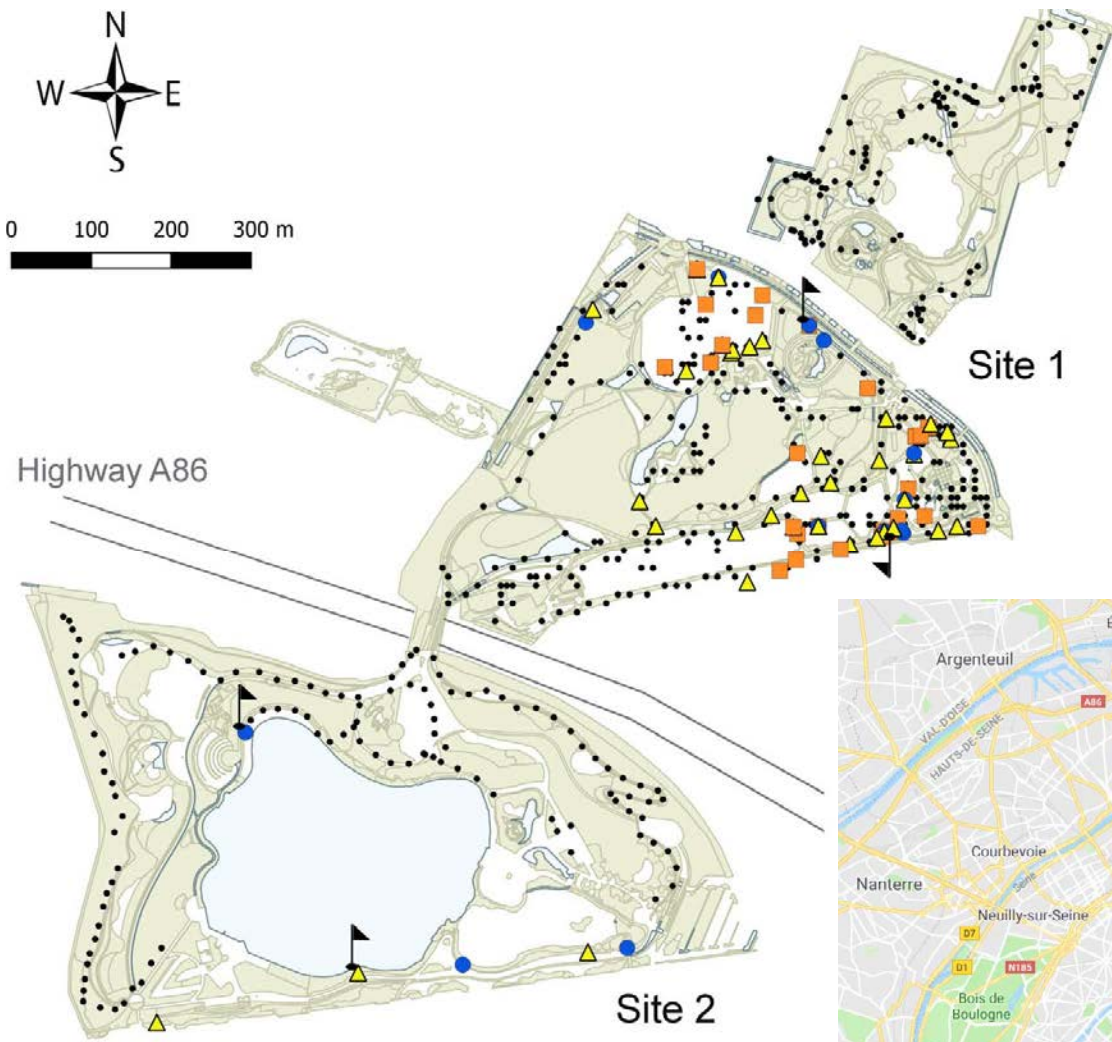 N
W E
S
0 100 200 300 m
Site 1
Highway A86
Argenteuil
A86
VAL-D'OISE
HAUTS-DE-SEINE
Courbevoie
Seine
Nanterre
Neuilly-sur-Seine
D7
D1
N185
Bois de
Boulogne
Site 2